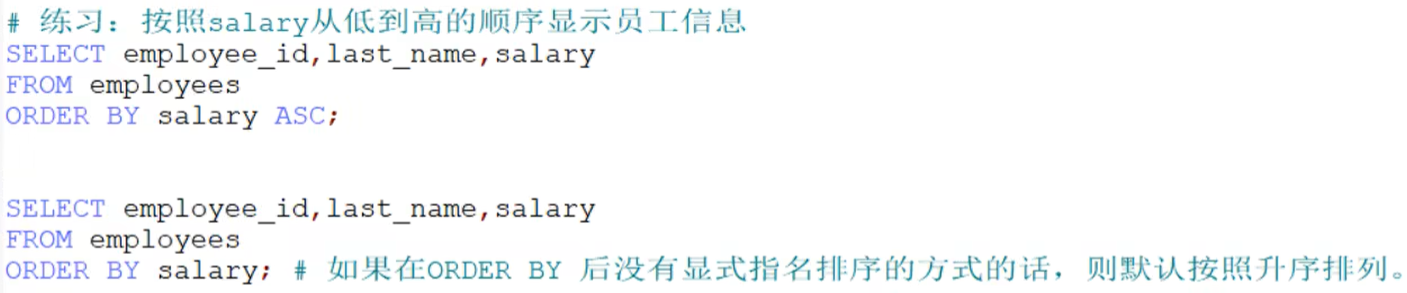 # 练习：按照salary从低到高的顺序显示员工信息
SELECT employee_id,last_name,salary
FROM employees
ORDER BY salary ASC;
SELECT employee_id,last_name,salary
FROM employees
ORDER BY salary; # 如果在ORDER BY 后没有显式指名排序的方式的话，则默认按照升序排列。